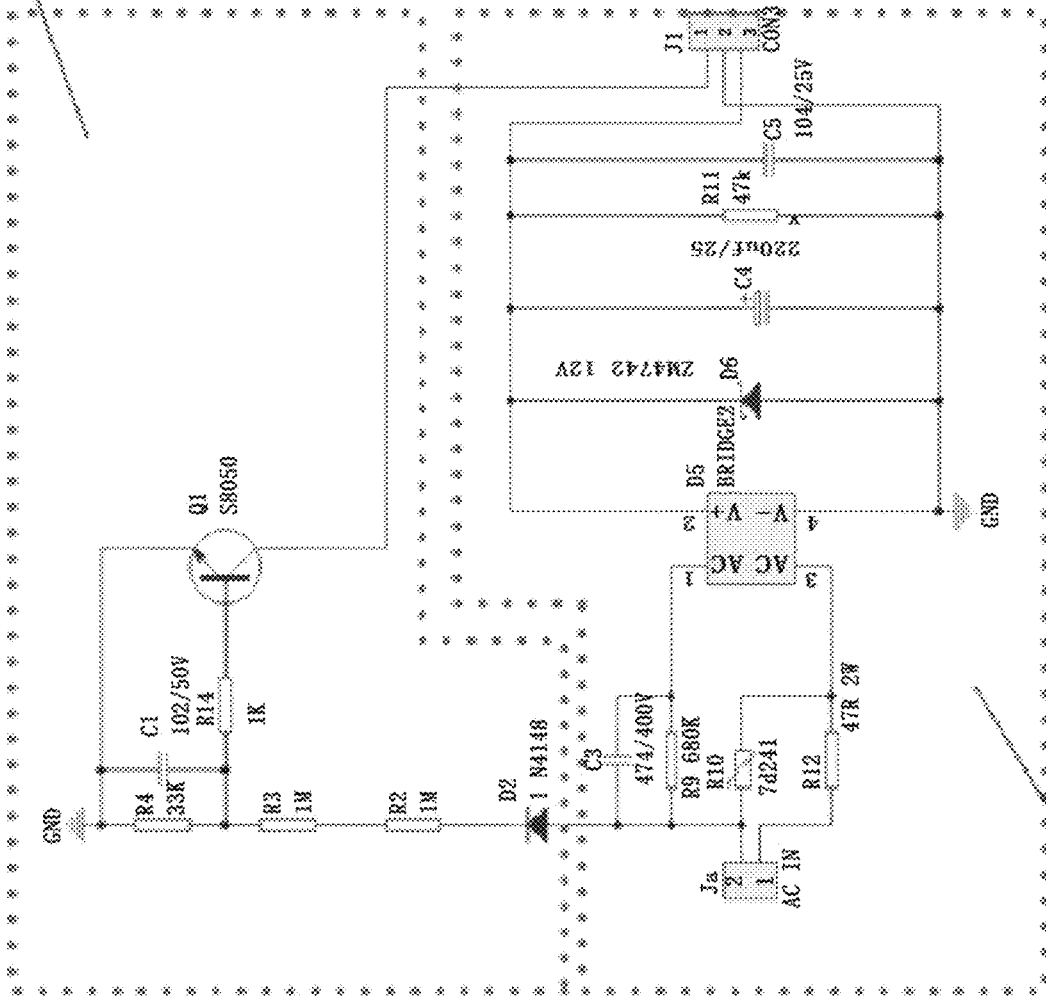 GND
R4
33K
C1
102/50V
R14
1K
Q1
S8050
R3
1M
R2
1M
D2
1 N4148
J1
1
2
3
CON3
C5
104/25V
R11
47k
220uf/25
C4
ZM4742 12V
D6
D5
BRIDGE2
2
V+
V-
4
AC
AC
1
3
GND
C3
474/400V
R9 680K
R10
7d241
R12
47R 2W
Ja
2
1
AC IN